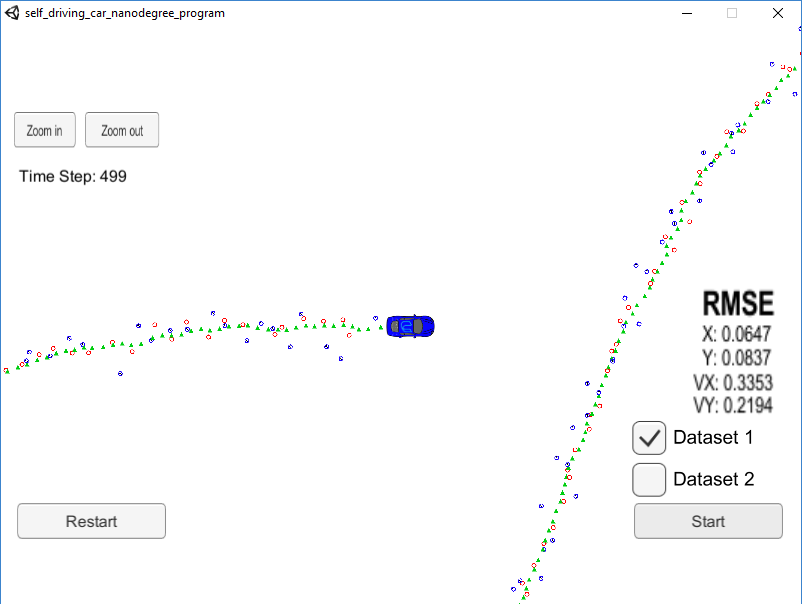 self_driving_car_nanodegree_program
Zoom in
Zoom out
Time Step: 499
RMSE
X: 0.0647
Y: 0.0837
VX: 0.3353
VY: 0.2194
Dataset 1
Dataset 2
Restart
Start